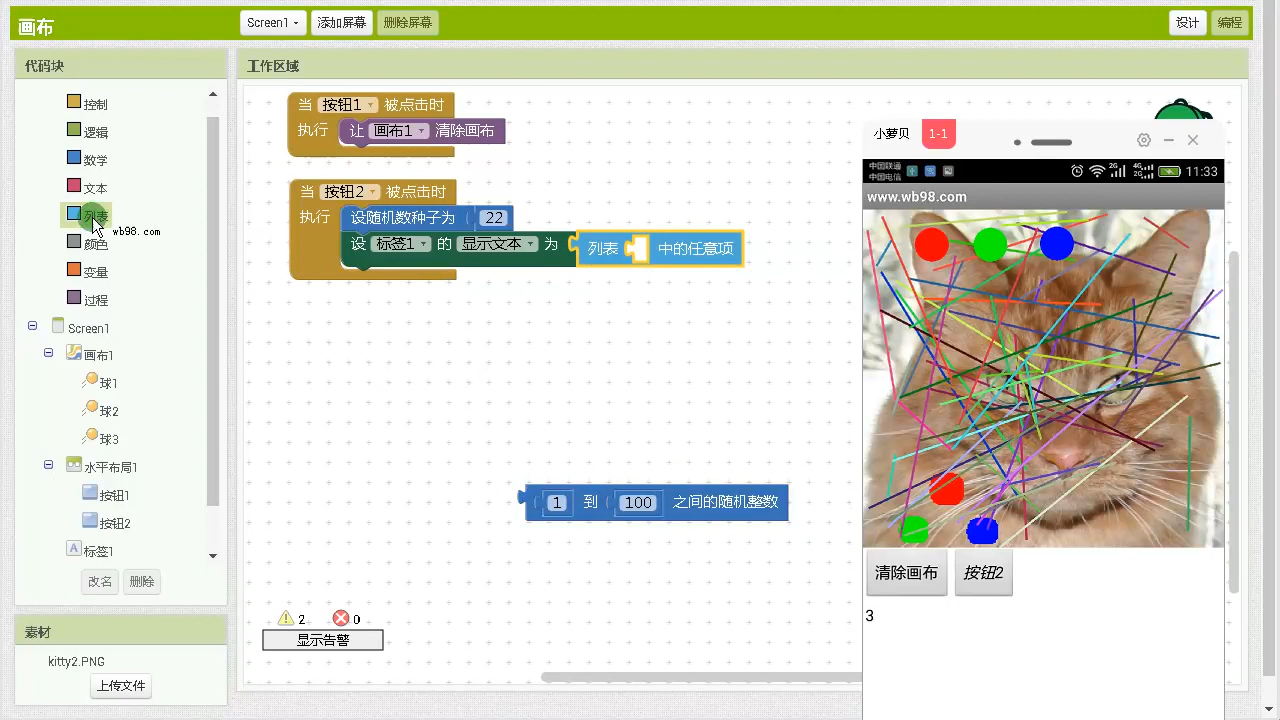 画布
Screen1
添加屏幕
删除屏幕
设计
编程
代码块
控制
逻辑
数学
文本
列表
wb98.com
颜色
变量
过程
Screen1
画布1
球1
球2
球3
水平布局1
按钮1
按钮2
标签1
改名
删除
素材
kitty2.PNG
上传文件
工作区域
当 按钮1 被点击时
执行 让 画布1 清除画布
当 按钮2 被点击时
执行 设随机数种子为 22
设 标签1 的 显示文本 为 列表 中的任意项
1 到 100 之间的随机整数
2 0
显示告警
小萝贝 1-1
中国联通
中国电信
2G 4G 2G 11:33
www.wb98.com
清除画布 按钮2
3